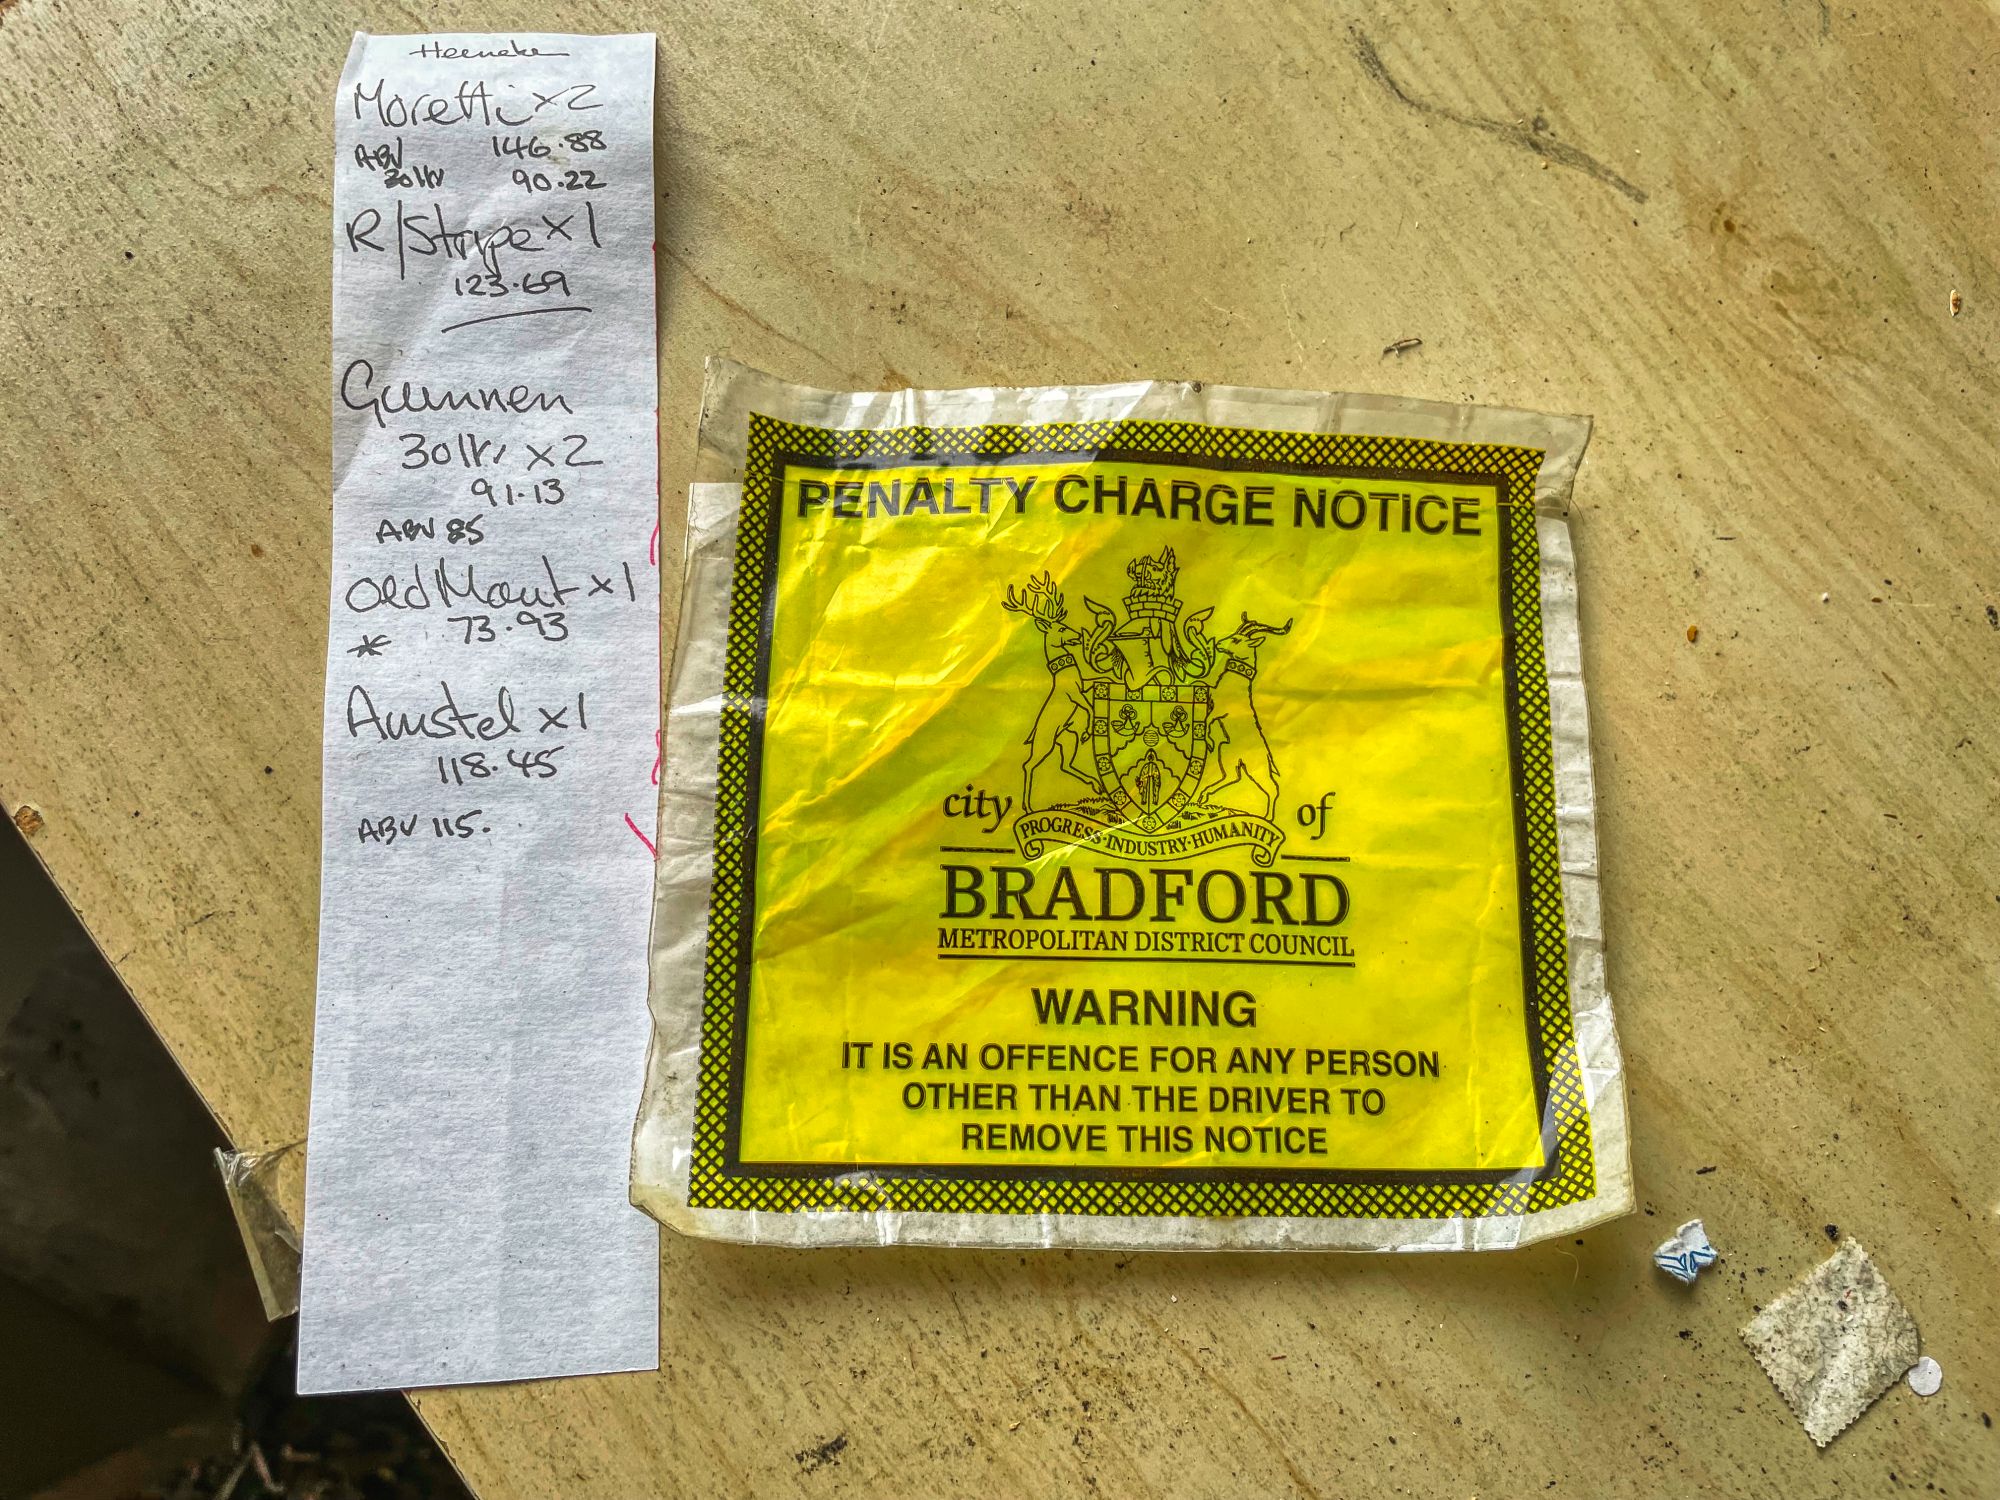 Heeneken
Moretti x2
ABV 146.88
30ltr 90.22
R/Stripe x1
123.69
Guinnen
30ltr x2
91.13
ABV 85
Old Mout x1
* 73.93
Amstel x1
118.45
ABV 115.
PENALTY CHARGE NOTICE
city of
PROGRESS·INDUSTRY·HUMANITY
BRADFORD
METROPOLITAN DISTRICT COUNCIL
WARNING
IT IS AN OFFENCE FOR ANY PERSON
OTHER THAN THE DRIVER TO
REMOVE THIS NOTICE